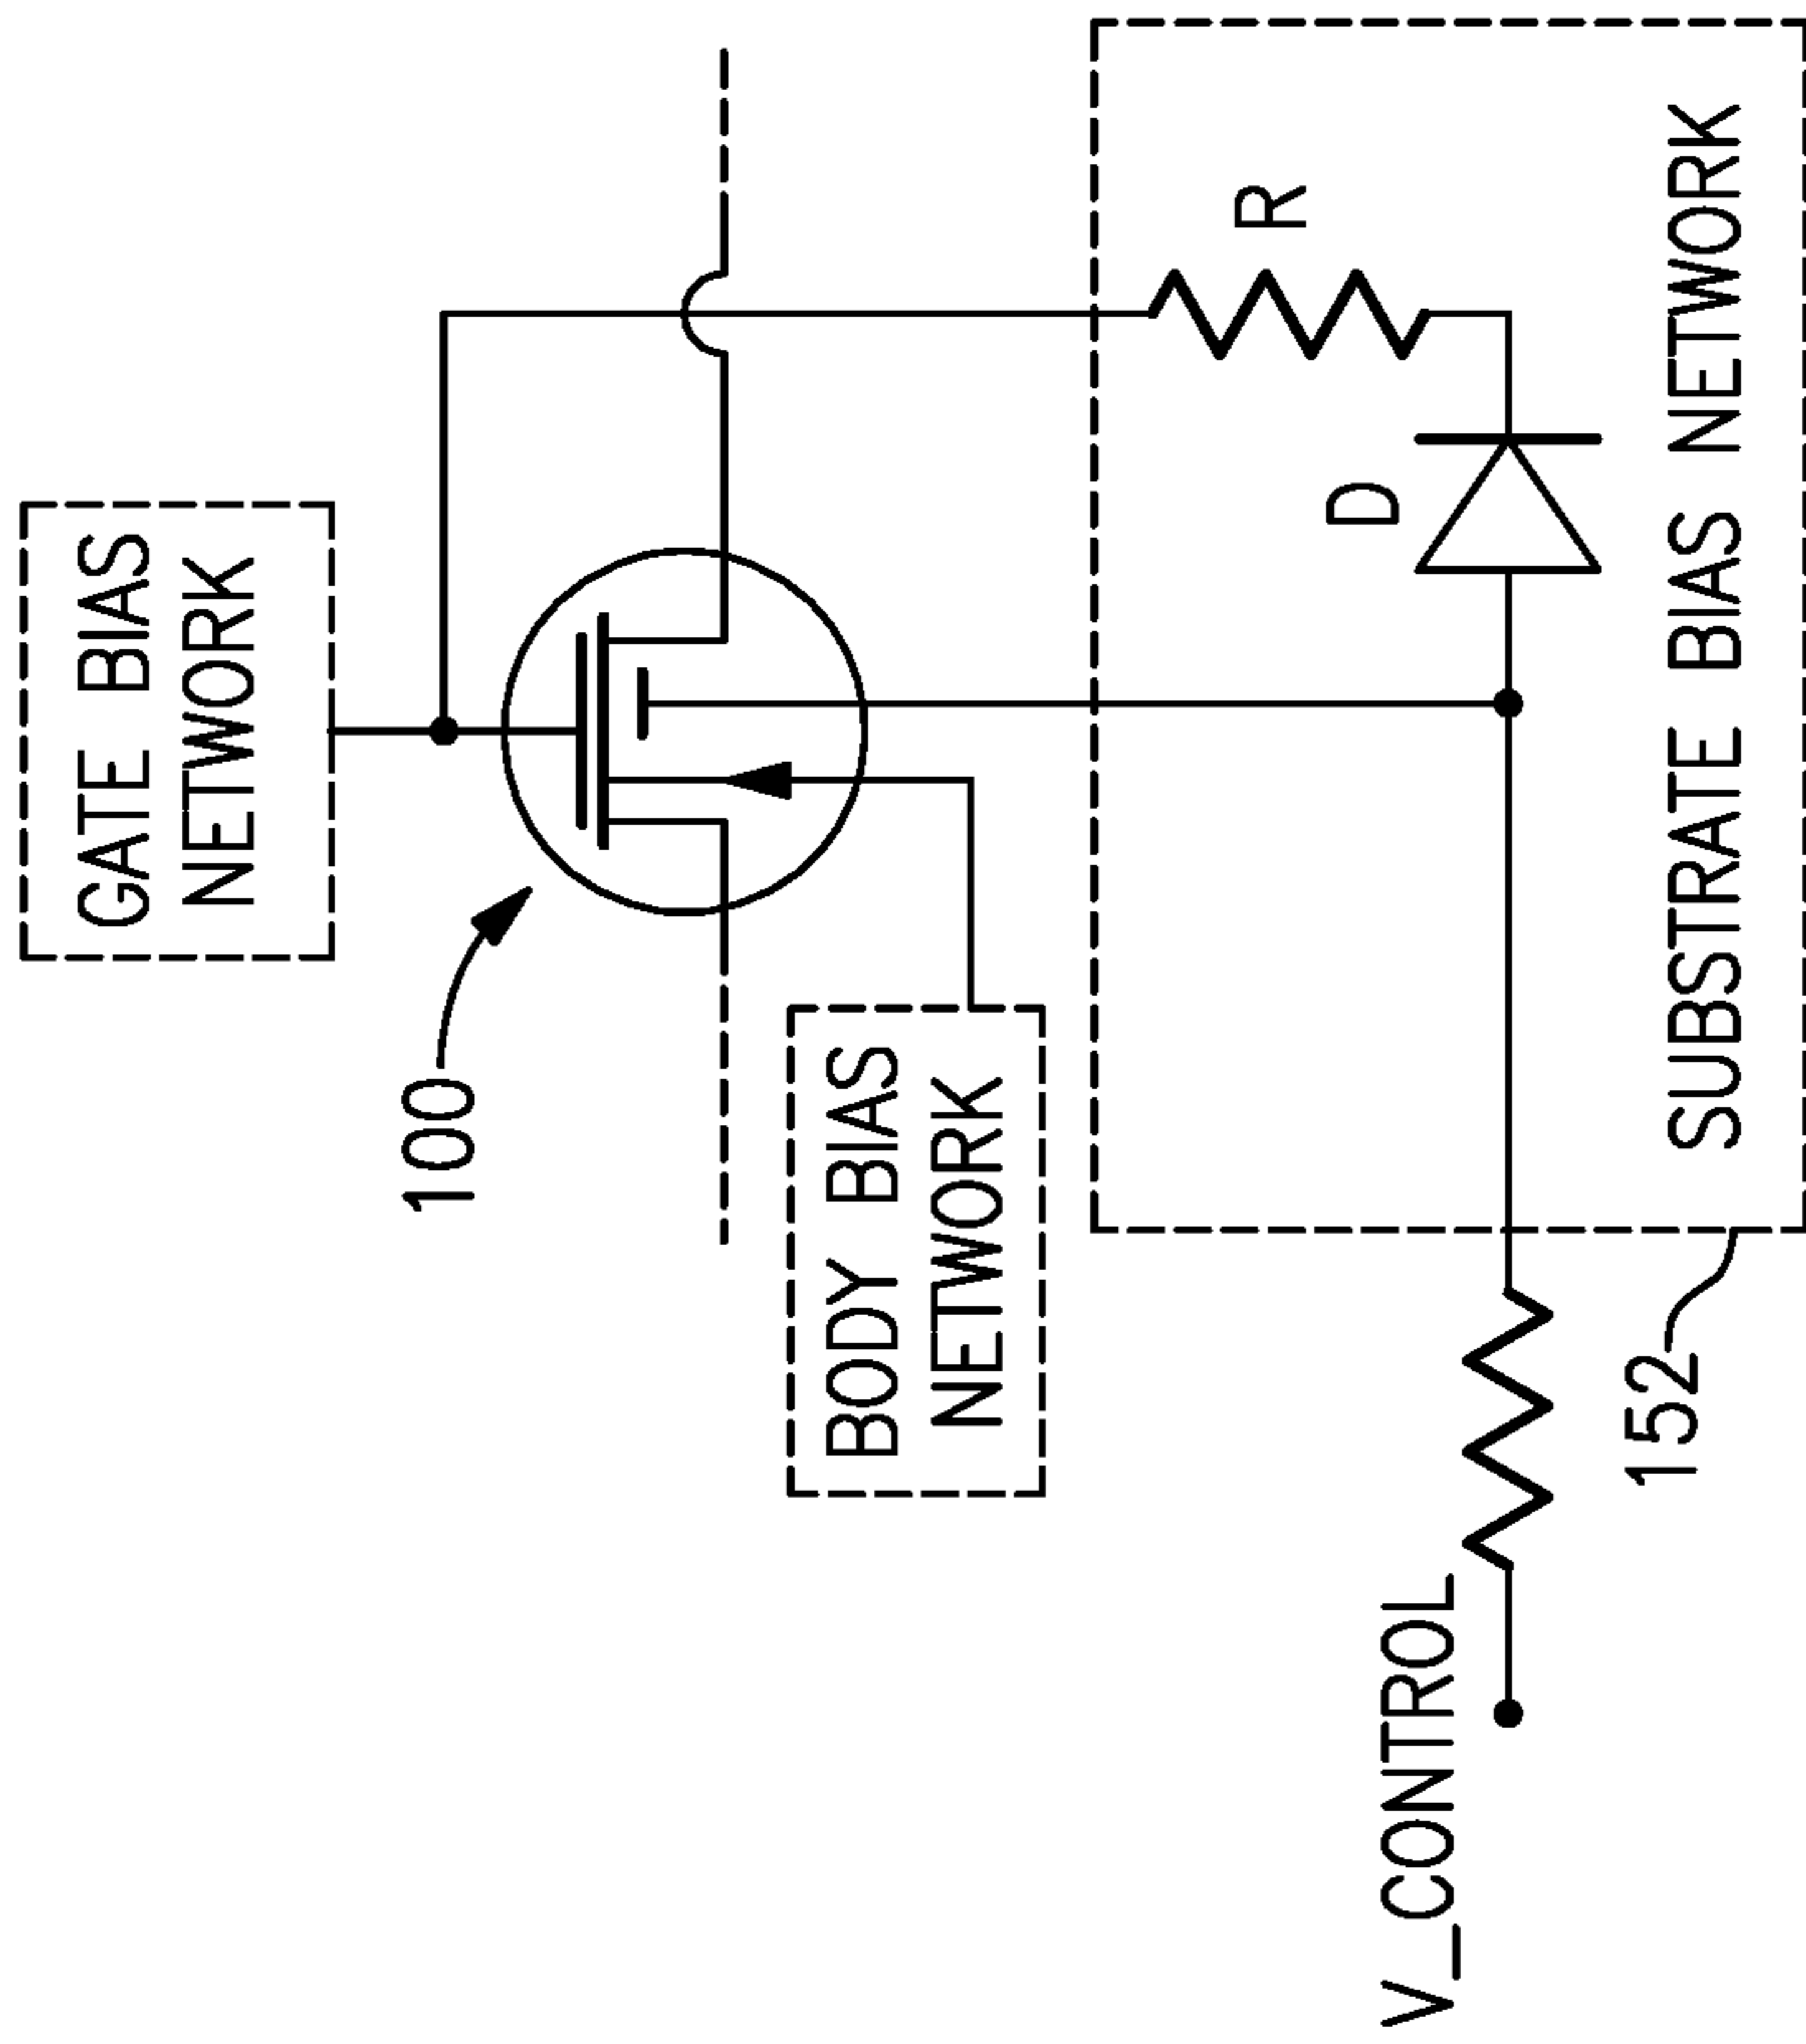 GATE BIAS
NETWORK
100
BODY BIAS
NETWORK
R
D
V_CONTROL
152
SUBSTRATE BIAS NETWORK